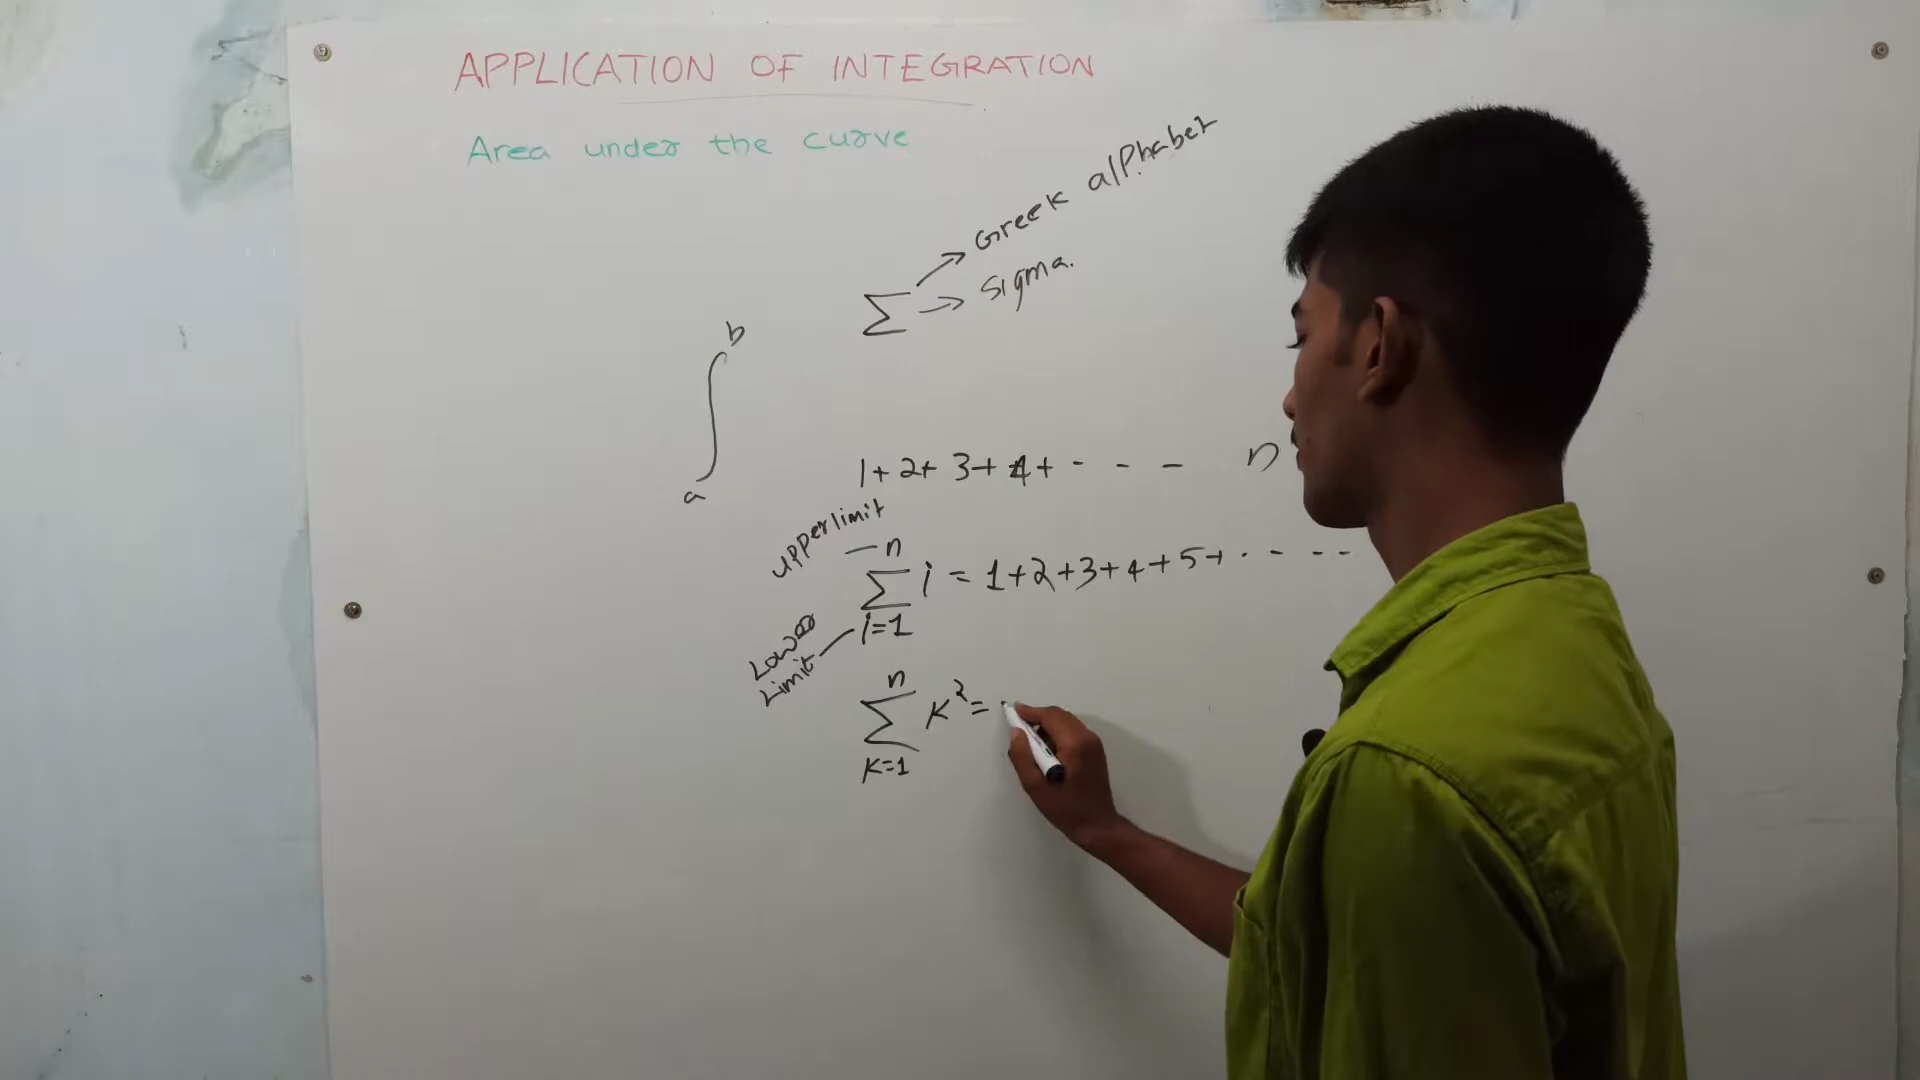 APPLICATION OF INTEGRATION
Area under the curve
Greek alphabet
∑ → sigma.
b
∫
a
1+2+3+4+ - - - n
upper limit
n
∑ i = 1+2+3+4+5+ - - - -
i=1
Lower
Limit
n
∑ K² =
K=1